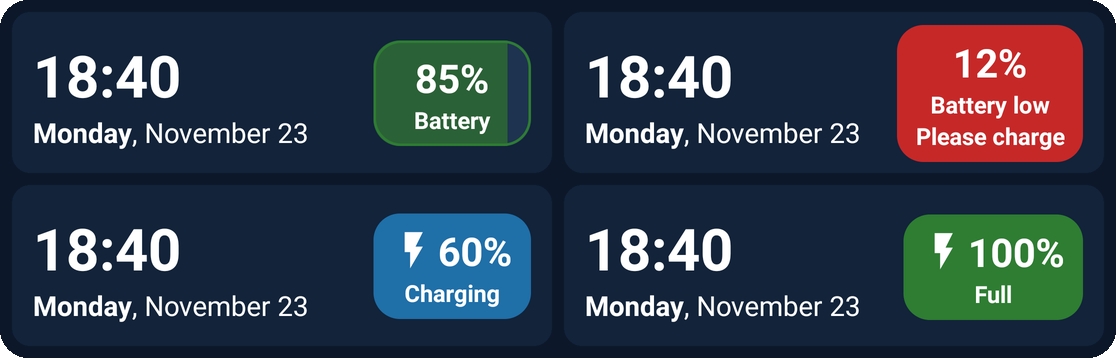 18:40
Monday, November 23
85%
Battery
18:40
Monday, November 23
12%
Battery low
Please charge
18:40
Monday, November 23
60%
Charging
18:40
Monday, November 23
100%
Full